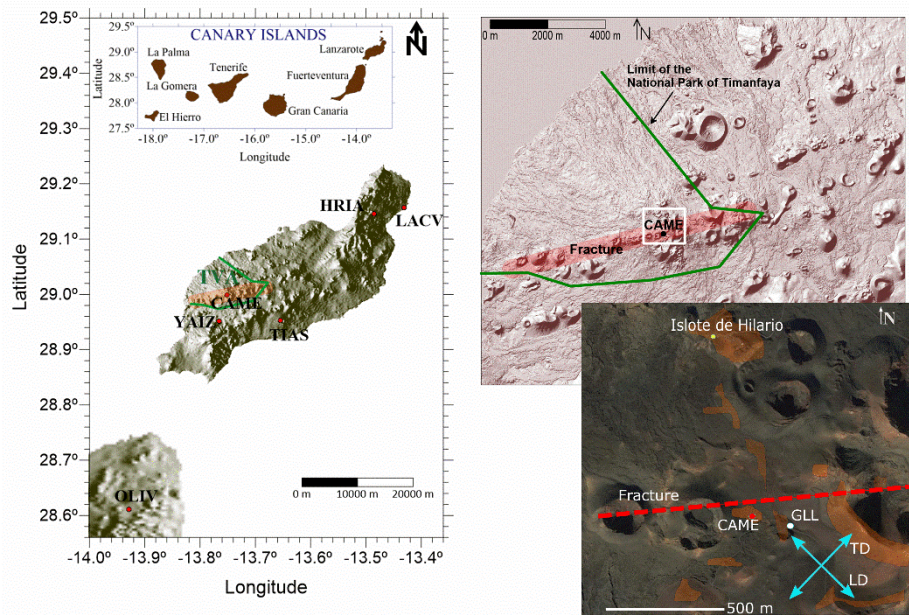 CANARY ISLANDS
N
Latitude
29.5
29.0
28.5
28.0
27.5
La Palma
La Gomera
El Hierro
Tenerife
Gran Canaria
Fuerteventura
Lanzarote
-18.0
-17.0
-16.0
-15.0
-14.0
Longitude
Latitude
29.5°
29.4°
29.3°
29.2°
29.1°
29.0°
28.9°
28.8°
28.7°
28.6°
HRIA
LACV
CAME
YAIZ
TIAS
OLIV
0 m 10000 m 20000 m
-14.0°
-13.9°
-13.8°
-13.7°
-13.6°
-13.5°
-13.4°
-13.3°
Longitude
0 m 2000 m 4000 m
N
Limit of the
National Park of Timanfaya
CAME
Fracture
N
Islote de Hilario
Fracture
GLL
CAME
TD
LD
500 m